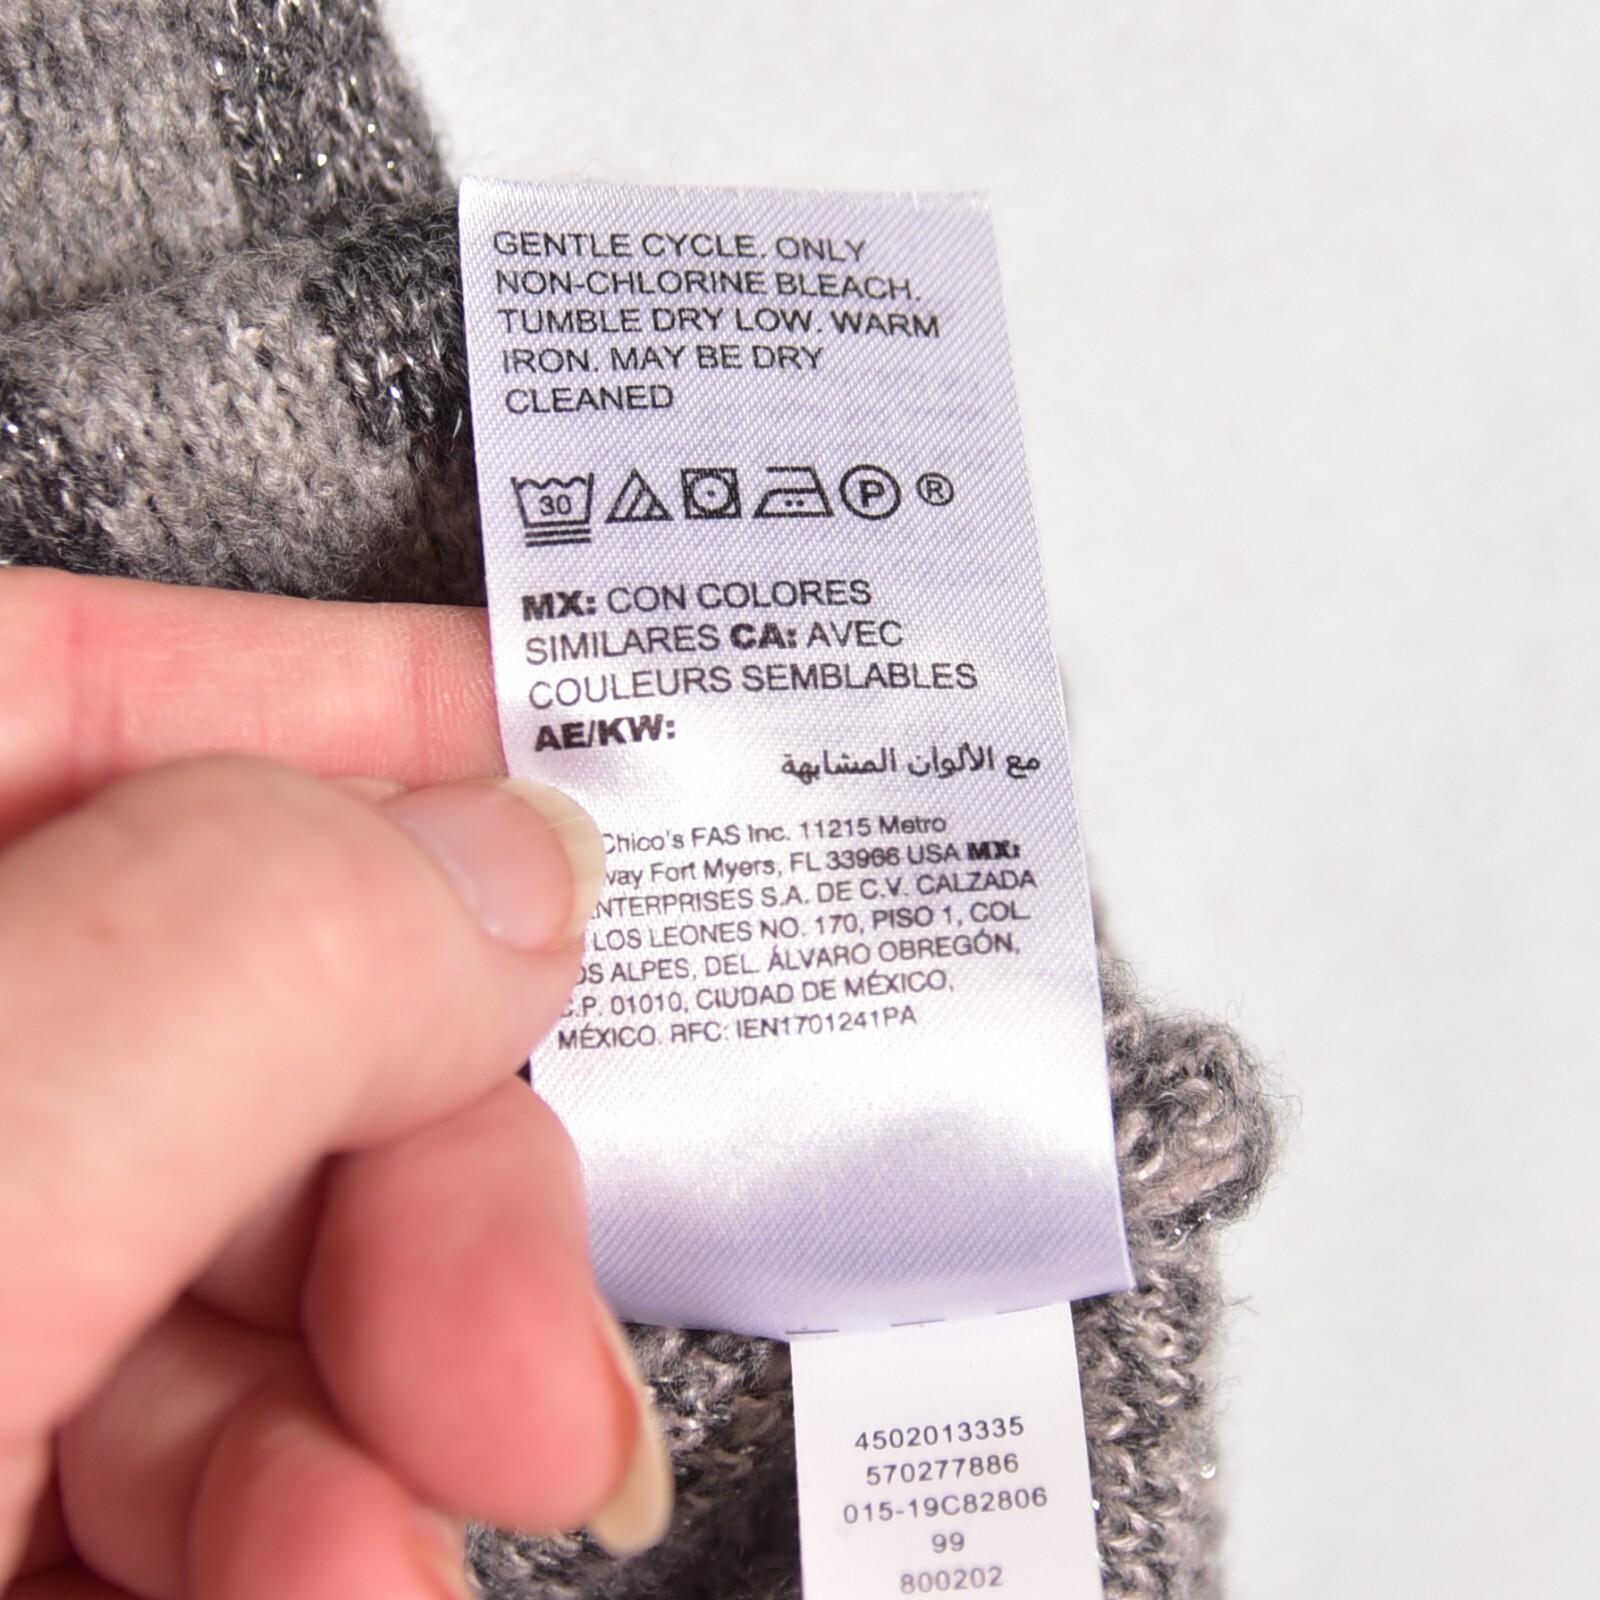 GENTLE CYCLE. ONLY
NON-CHLORINE BLEACH.
TUMBLE DRY LOW. WARM
IRON. MAY BE DRY
CLEANED
30 P ®
MX: CON COLORES
SIMILARES CA: AVEC
COULEURS SEMBLABLES
AE/KW:
مع الألوان المشابهة
Chico's FAS Inc. 11215 Metro
Fort Myers, FL 33966 USA MX:
S.A. DE C.V. CALZADA
LOS LEONES NO. 170, PISO 1, COL.
ALPES, DEL. ÁLVARO OBREGÓN,
C.P. 01010, CIUDAD DE MÉXICO,
MÉXICO. RFC: IEN1701241PA
4502013335
570277886
015-19C82806
99
800202